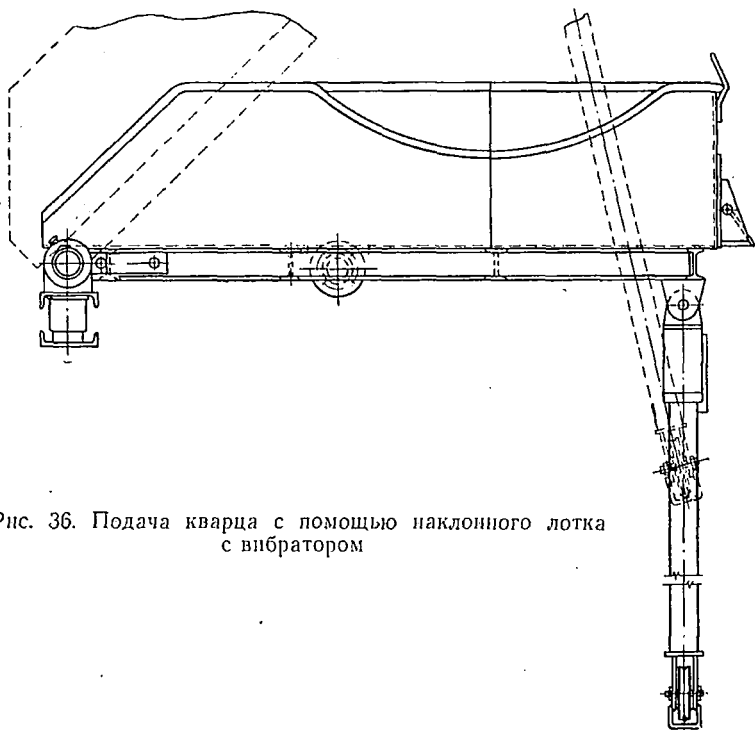 Рис. 36. Подача кварца с помощью наклонного лотка
с вибратором